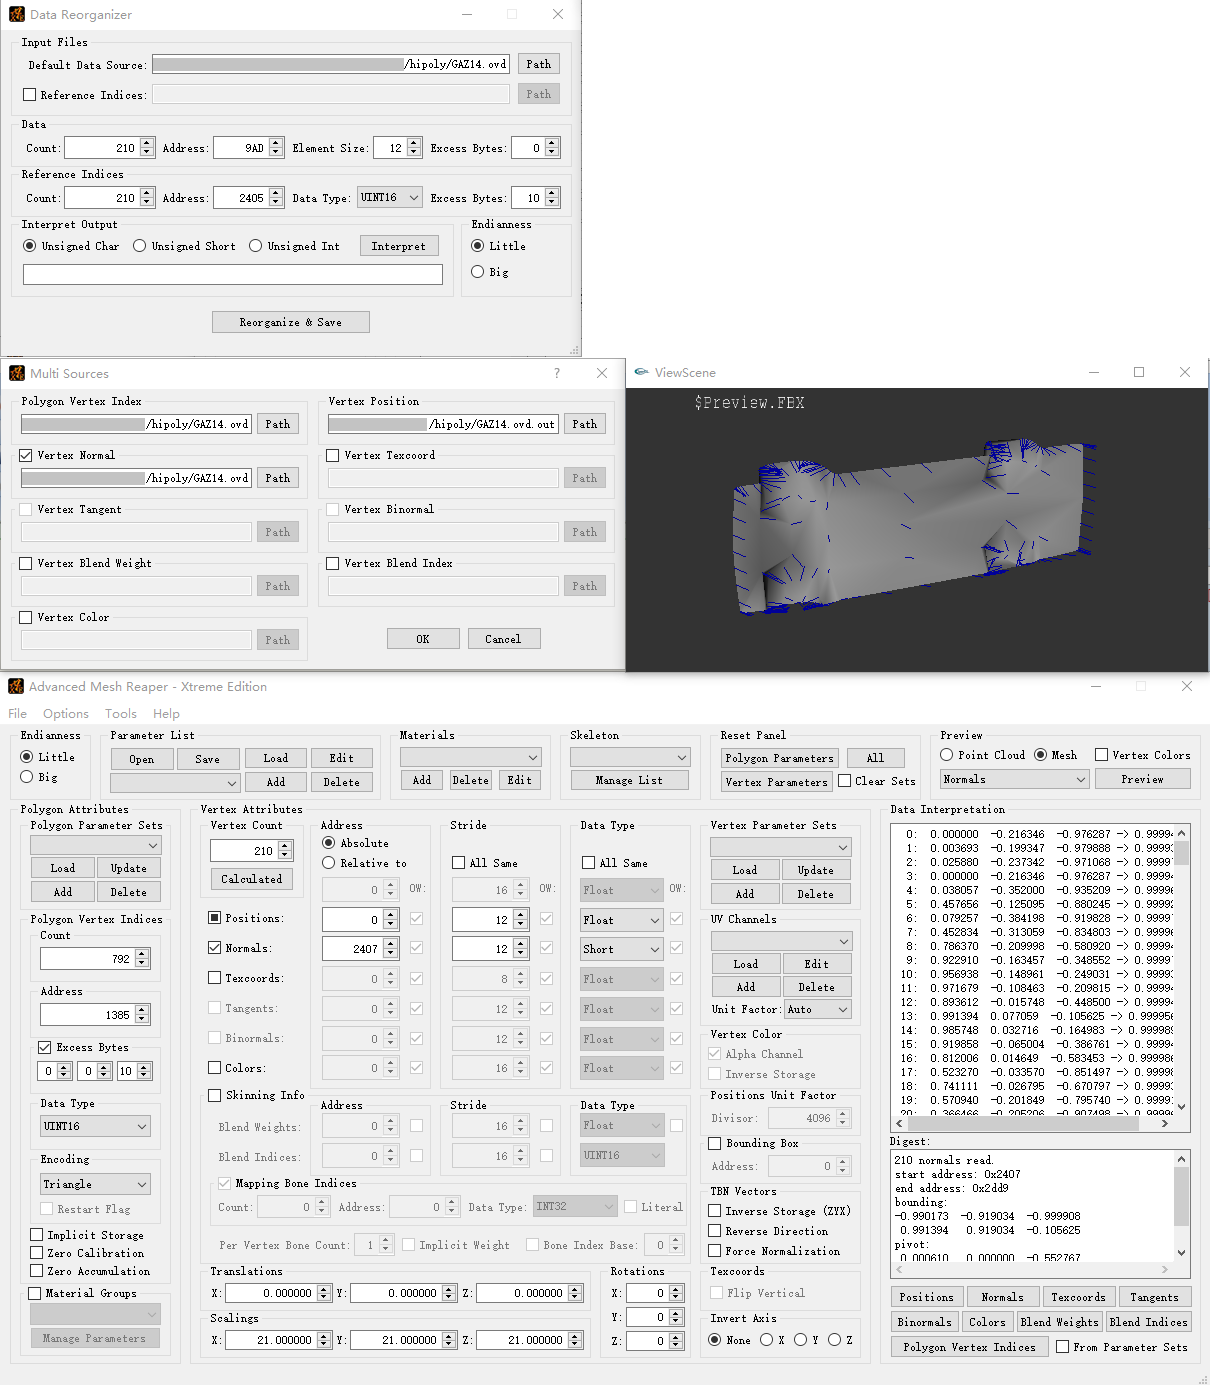 Data Reorganizer
Input Files
Default Data Source: /hipoly/GAZ14.ovd Path
Reference Indices: Path
Data
Count: 210 Address: 9AD Element Size: 12 Excess Bytes: 0
Reference Indices
Count: 210 Address: 2405 Data Type: UINT16 Excess Bytes: 10
Interpret Output
Unsigned Char Unsigned Short Unsigned Int Interpret
Endianness
Little
Big
Reorganize & Save
Multi Sources ?
Polygon Vertex Index
/hipoly/GAZ14.ovd Path
Vertex Position
/hipoly/GAZ14.ovd.out Path
Vertex Normal
/hipoly/GAZ14.ovd Path
Vertex Texcoord
Path
Vertex Tangent
Path
Vertex Binormal
Path
Vertex Blend Weight
Path
Vertex Blend Index
Path
Vertex Color
Path
OK Cancel
ViewScene
$Preview.FBX
Advanced Mesh Reaper - Xtreme Edition
File Options Tools Help
Endianness
Little
Big
Parameter List
Open Save Load Edit
Add Delete
Materials
Add Delete Edit
Skeleton
Manage List
Reset Panel
Polygon Parameters All
Vertex Parameters Clear Sets
Preview
Point Cloud Mesh Vertex Colors
Normals Preview
Polygon Attributes
Polygon Parameter Sets
Load Update
Add Delete
Polygon Vertex Indices
Count
792
Address
1385
Excess Bytes
0 0 10
Data Type
UINT16
Encoding
Triangle
Restart Flag
Implicit Storage
Zero Calibration
Zero Accumulation
Material Groups
Manage Parameters
Vertex Attributes
Vertex Count
210
Calculated
Address
Absolute
Relative to
0 OW:
Stride
All Same
16 OW:
Data Type
All Same
Float OW:
Positions: 0 12 Float
Normals: 2407 12 Short
Texcoords: 0 8 Float
Tangents: 0 12 Float
Binormals: 0 12 Float
Colors: 0 16 Float
Skinning Info
Address Stride Data Type
Blend Weights: 0 16 Float
Blend Indices: 0 16 UINT16
Mapping Bone Indices
Count: 0 Address: 0 Data Type: INT32 Literal
Per Vertex Bone Count: 1 Implicit Weight Bone Index Base: 0
Translations
X: 0.000000 Y: 0.000000 Z: 0.000000
Scalings
X: 21.000000 Y: 21.000000 Z: 21.000000
Rotations
X: 0
Y: 0
Z: 0
Vertex Parameter Sets
Load Update
Add Delete
UV Channels
Load Edit
Add Delete
Unit Factor: Auto
Vertex Color
Alpha Channel
Inverse Storage
Positions Unit Factor
Divisor: 4096
Bounding Box
Address: 0
TBN Vectors
Inverse Storage (ZYX)
Reverse Direction
Force Normalization
Texcoords
Flip Vertical
Invert Axis
None X Y Z
Data Interpretation
0: 0.000000 -0.216346 -0.976287 -> 0.9999
1: 0.003693 -0.199347 -0.979888 -> 0.9999
2: 0.025880 -0.237342 -0.971068 -> 0.9999
3: 0.000000 -0.216346 -0.976287 -> 0.9999
4: 0.038057 -0.352000 -0.935209 -> 0.9999
5: 0.457656 -0.125095 -0.880245 -> 0.9999
6: 0.079257 -0.384198 -0.919828 -> 0.9999
7: 0.452834 -0.313059 -0.834803 -> 0.9999
8: 0.786370 -0.209998 -0.580920 -> 0.9999
9: 0.922910 -0.163457 -0.348552 -> 0.9999
10: 0.956938 -0.148961 -0.249031 -> 0.9999
11: 0.971679 -0.108463 -0.209815 -> 0.9999
12: 0.893612 -0.015748 -0.448500 -> 0.9999
13: 0.991394 0.077059 -0.105625 -> 0.999956
14: 0.985748 0.032716 -0.164983 -> 0.99998
15: 0.919858 -0.065004 -0.386761 -> 0.9999
16: 0.812006 0.014649 -0.583453 -> 0.999986
17: 0.523270 -0.033570 -0.851497 -> 0.9999
18: 0.741111 -0.026795 -0.670797 -> 0.9999
19: 0.570940 -0.201849 -0.795740 -> 0.9999
20: 0.366466 -0.205206 -0.907498 -> 0.9999
Digest:
210 normals read.
start address: 0x2407
end address: 0x2dd9
bounding:
-0.990173 -0.919034 -0.999908
0.991394 0.919034 -0.105625
pivot:
0.000610 0.000000 -0.552767
Positions Normals Texcoords Tangents
Binormals Colors Blend Weights Blend Indices
Polygon Vertex Indices From Parameter Sets